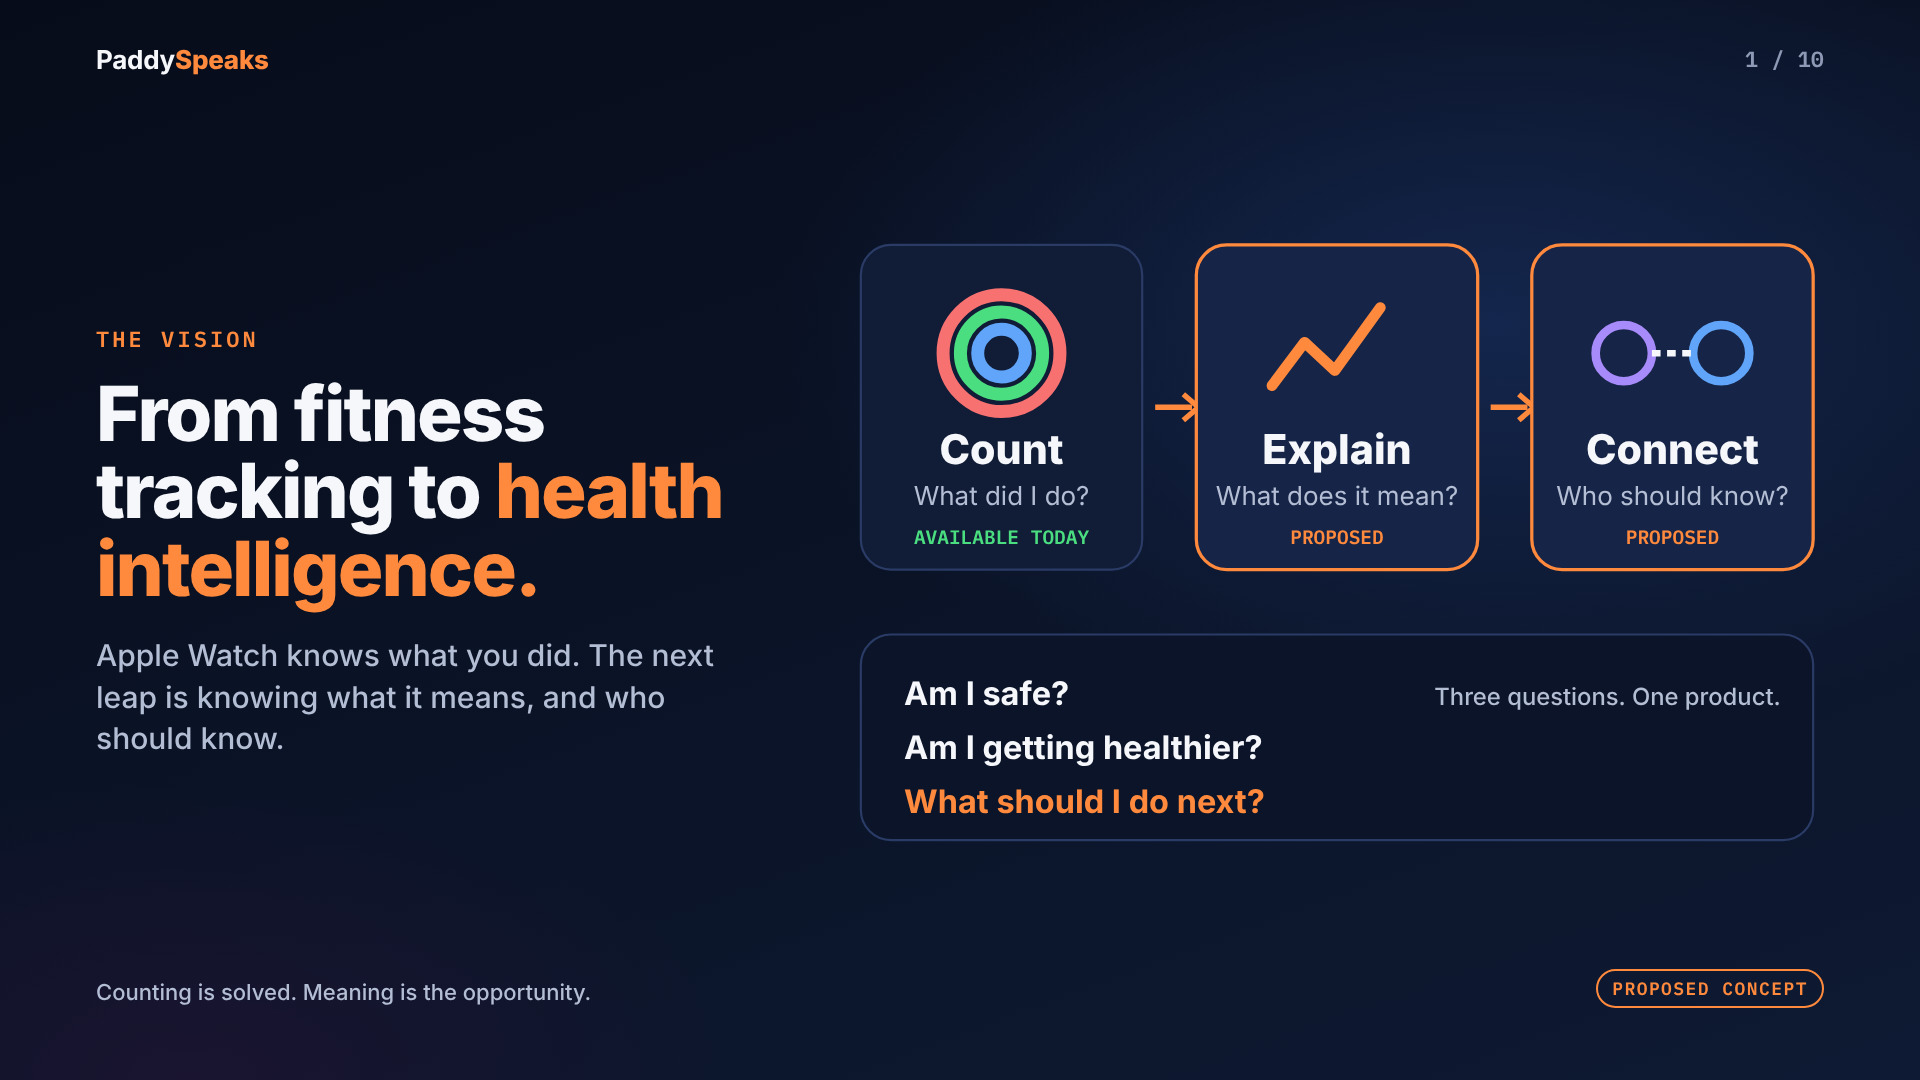 PaddySpeaks
1 / 10
THE VISION
From fitness
tracking to health
intelligence.
Apple Watch knows what you did. The next
leap is knowing what it means, and who
should know.
Count
What did I do?
AVAILABLE TODAY
Explain
What does it mean?
PROPOSED
Connect
Who should know?
PROPOSED
Am I safe?
Three questions. One product.
Am I getting healthier?
What should I do next?
Counting is solved. Meaning is the opportunity.
PROPOSED CONCEPT